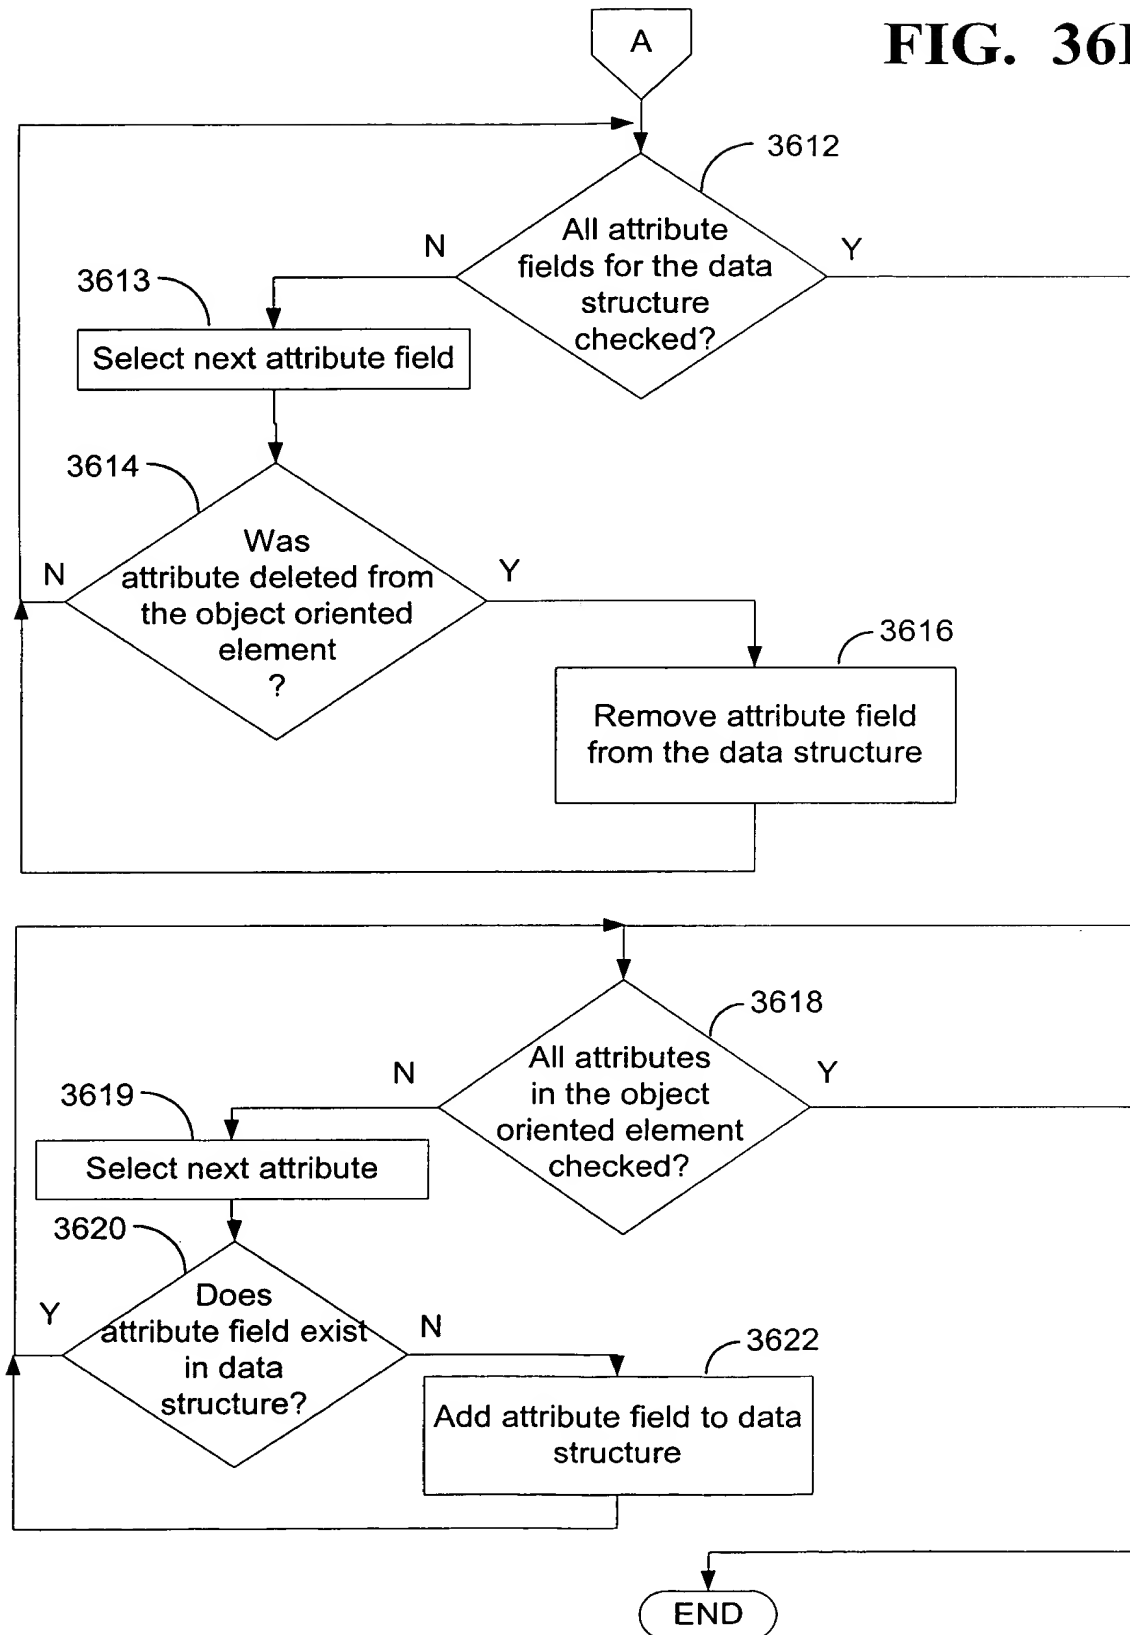 A
FIG. 36
3612
All attribute
fields for the data
structure
checked?
N
Y
3613
Select next attribute field
3614
Was
attribute deleted from
the object oriented
element
?
N
Y
3616
Remove attribute field
from the data structure
3618
All attributes
in the object
oriented element
checked?
N
Y
3619
Select next attribute
3620
Does
attribute field exist
in data
structure?
Y
N
3622
Add attribute field to data
structure
END